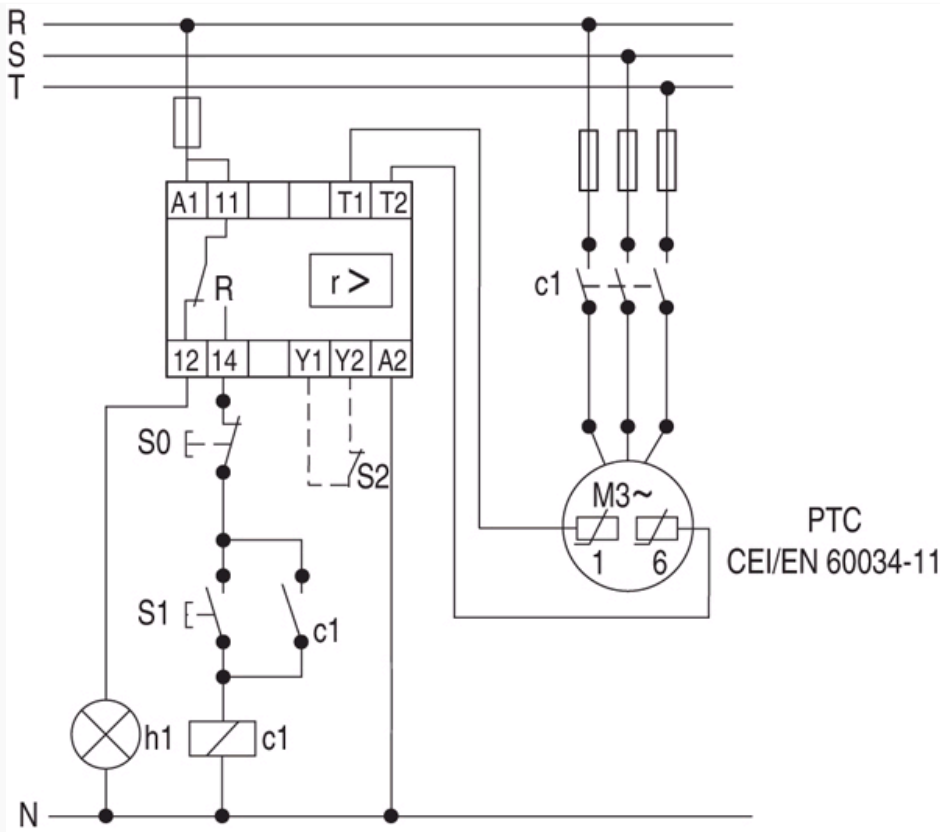 R
S
T
A1 11 T1 T2
R
r >
c1
12 14 Y1 Y2 A2
S0
S2
M3~
1 6
PTC
CEI/EN 60034-11
S1
c1
h1
c1
N